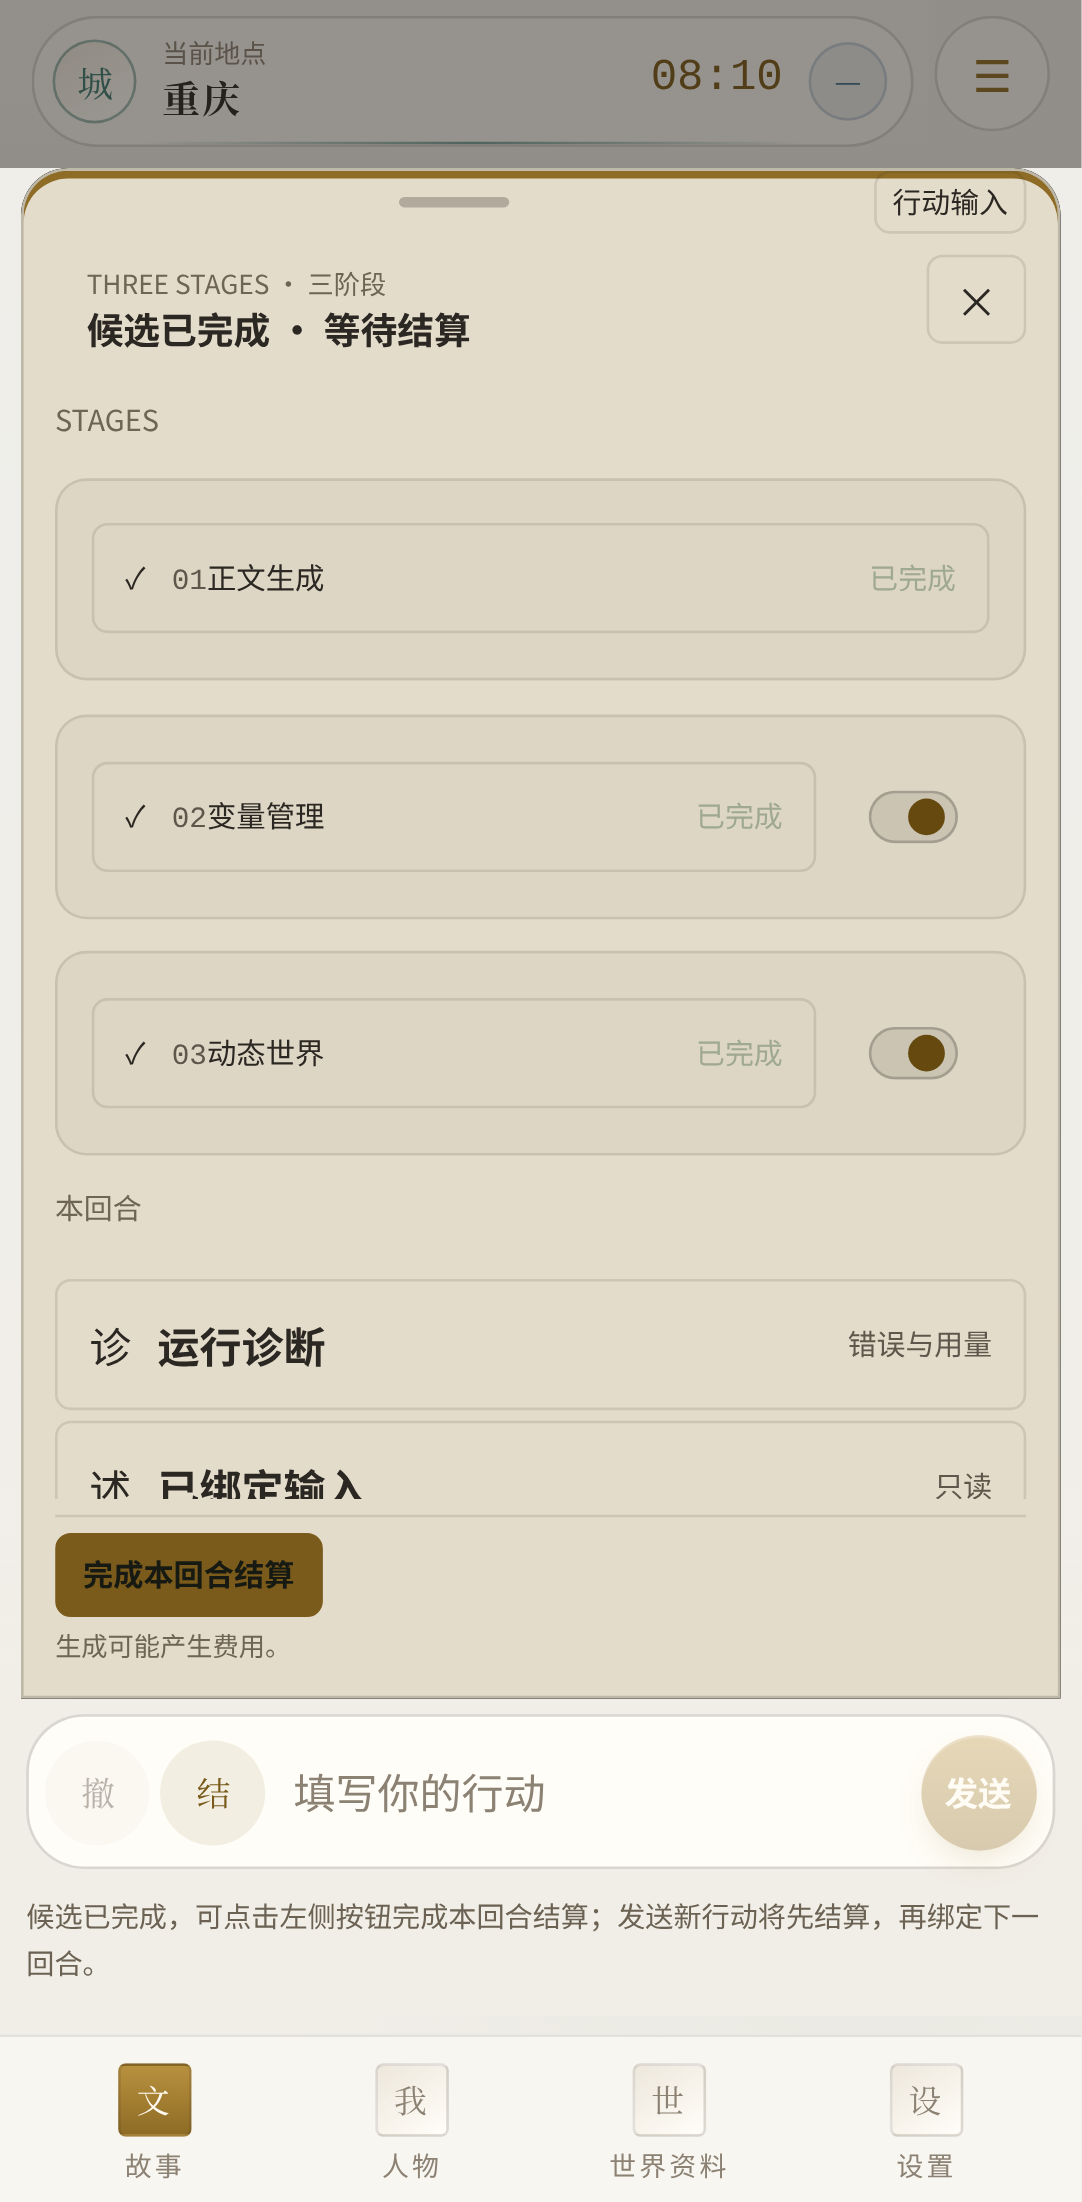 城
当前地点
重庆
08:10
行动输入
THREE STAGES · 三阶段
候选已完成 · 等待结算
STAGES
✓ 01正文生成 已完成
✓ 02变量管理 已完成
✓ 03动态世界 已完成
本回合
诊 运行诊断 错误与用量
述 已绑定输入 只读
完成本回合结算
生成可能产生费用。
撤 结 填写你的行动 发送
候选已完成，可点击左侧按钮完成本回合结算；发送新行动将先结算，再绑定下一
回合。
文 我 世 设
故事 人物 世界资料 设置